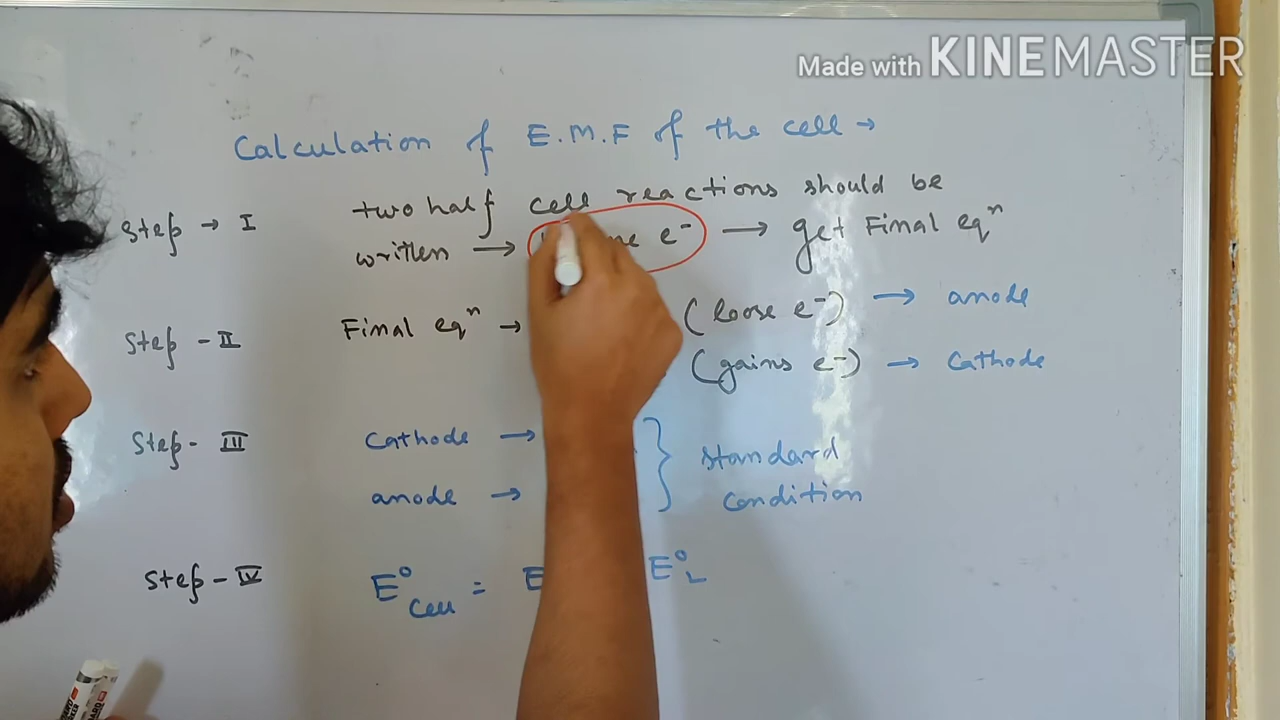 Made with KINEMASTER
Calculation of E.M.F of the cell →
Step → I two half cell reactions should be
written → e⁻ → get Final eqⁿ
Step - II Final eqⁿ → (loose e⁻) → anode
(gains e⁻) → Cathode
Step - III Cathode → } standard
anode → condition
Step - IV E° Cell = E E°L